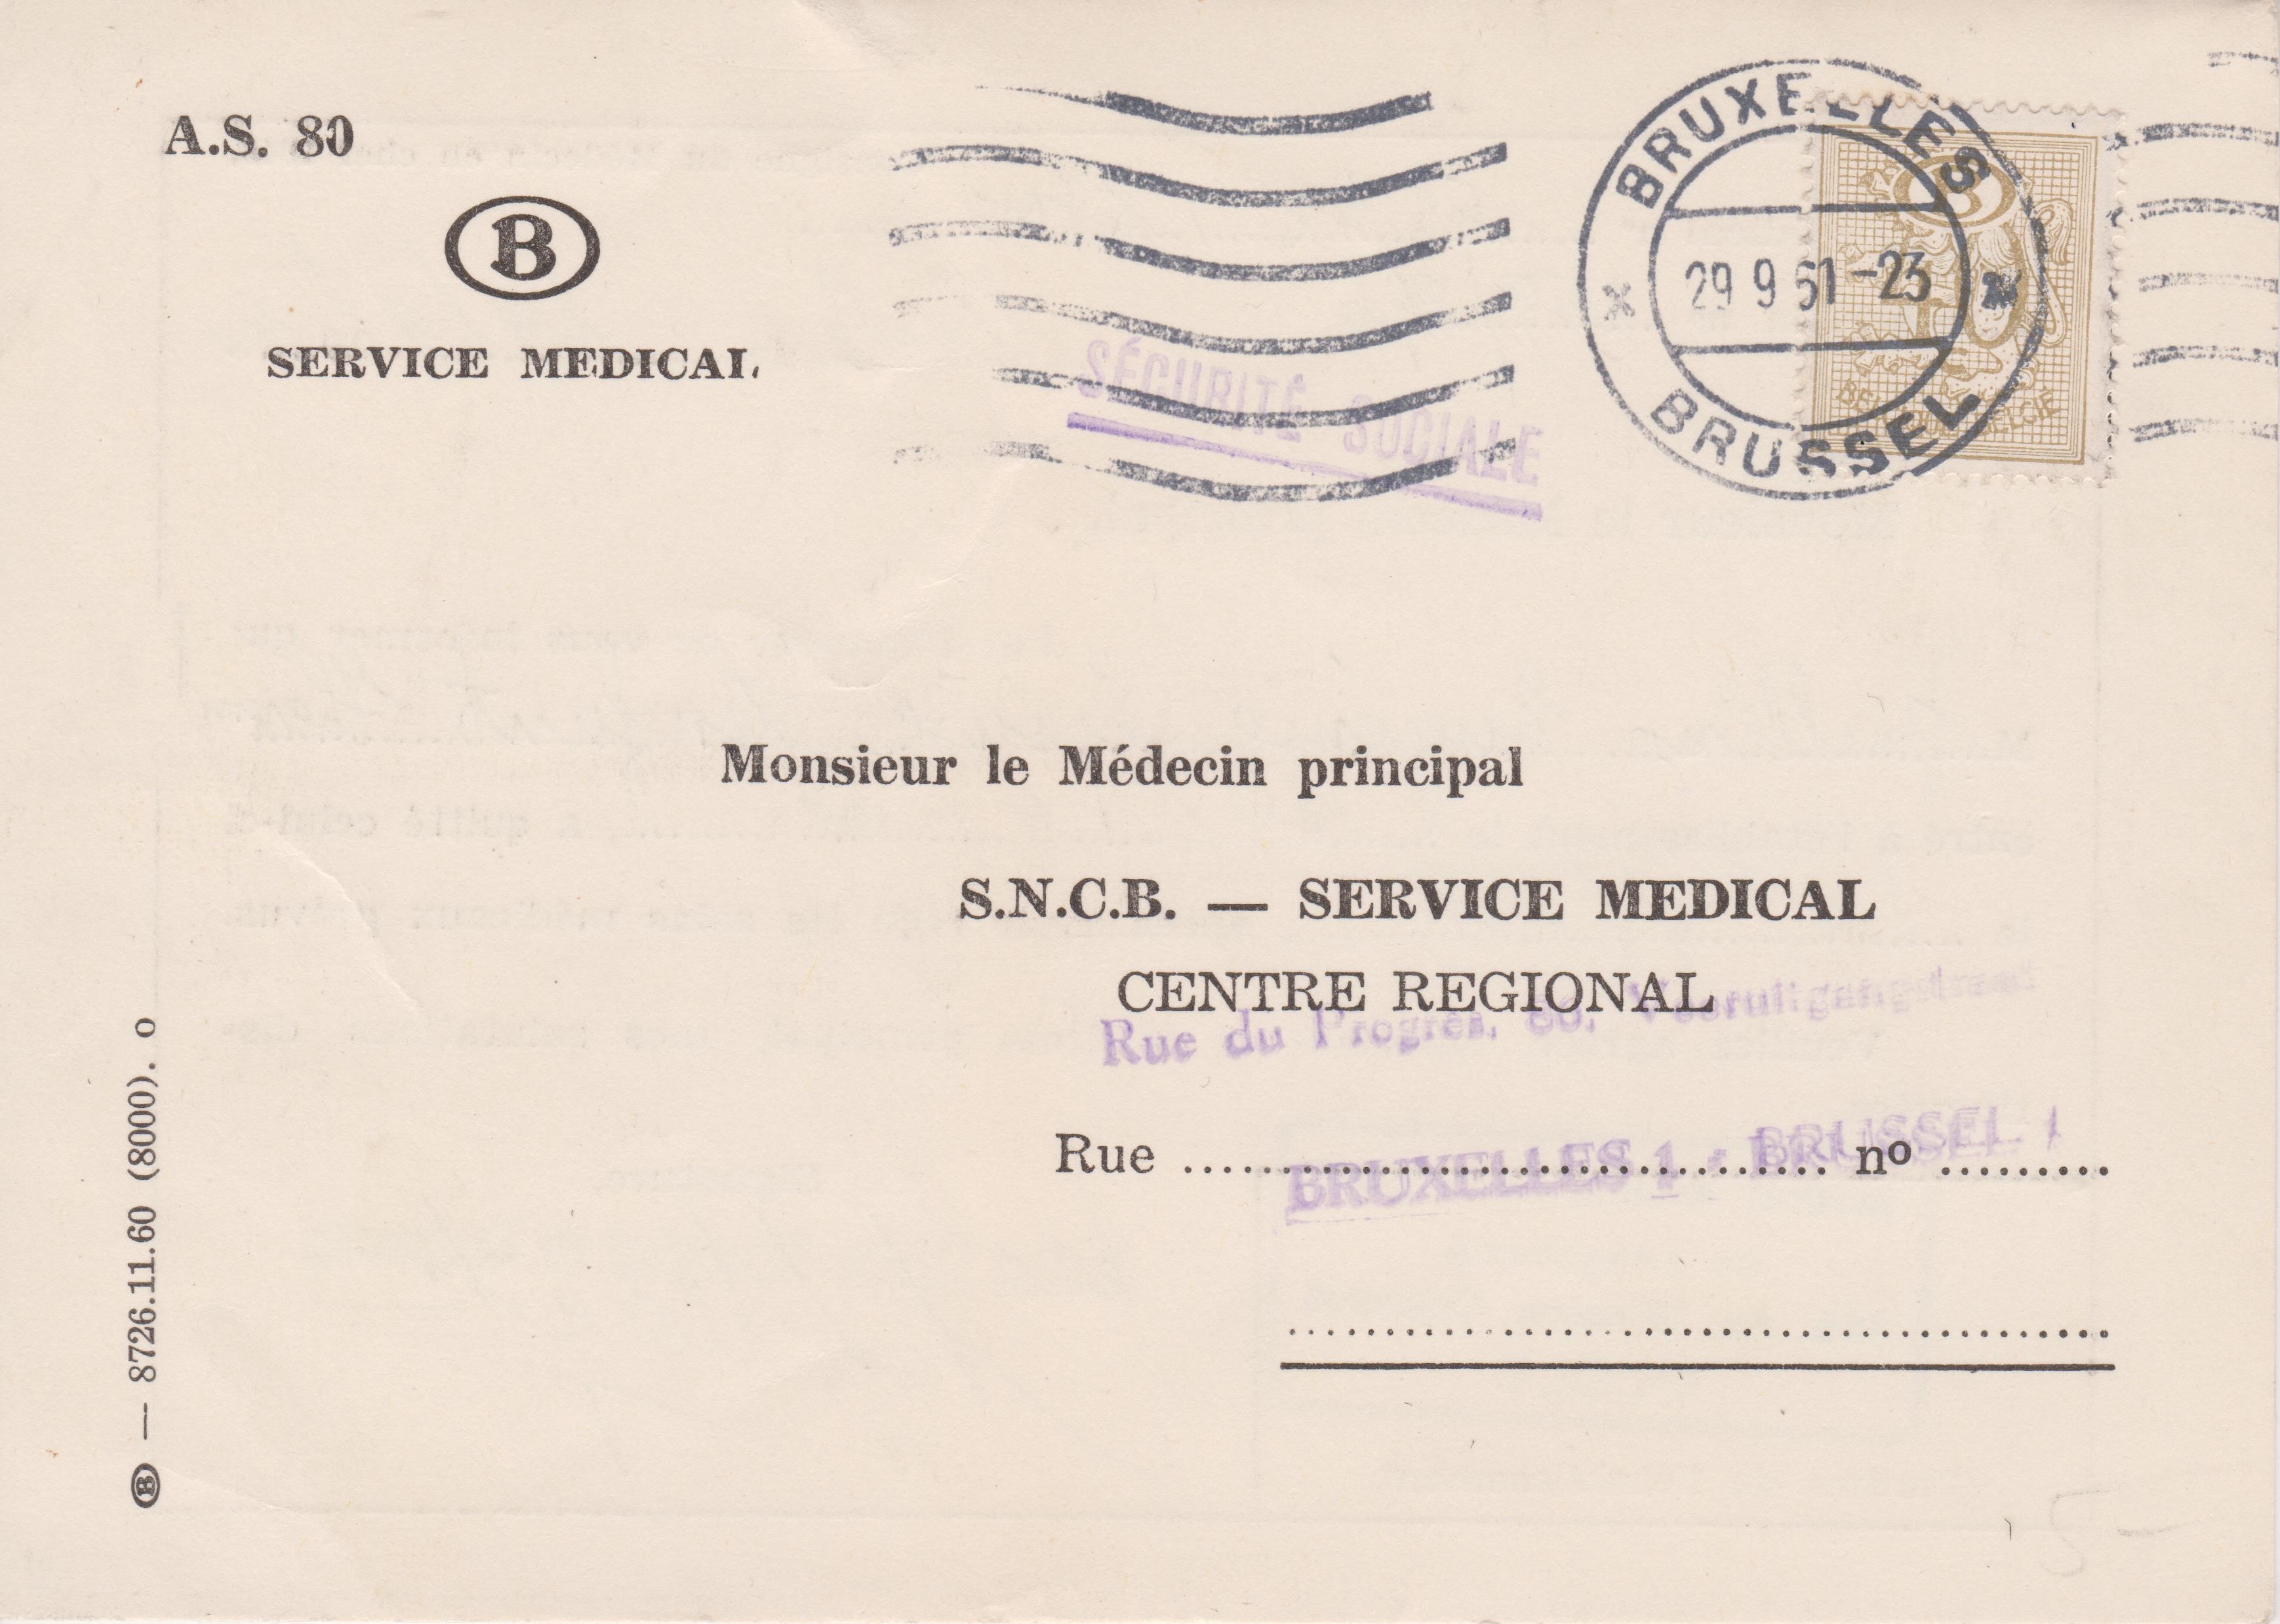 A.S. 80
B
SERVICE MEDICAL
BRUXELLES
29 9 61 -23
BRUSSEL
B
SÉCURITÉ SOCIALE
Monsieur le Médecin principal
S.N.C.B. — SERVICE MEDICAL
CENTRE REGIONAL
Rue du Progrès, 80, Vooruitgangstraat
Rue .......................................... nº .........
BRUXELLES 1 - BRUSSEL 1
B — 8726.11.60 (8000). O